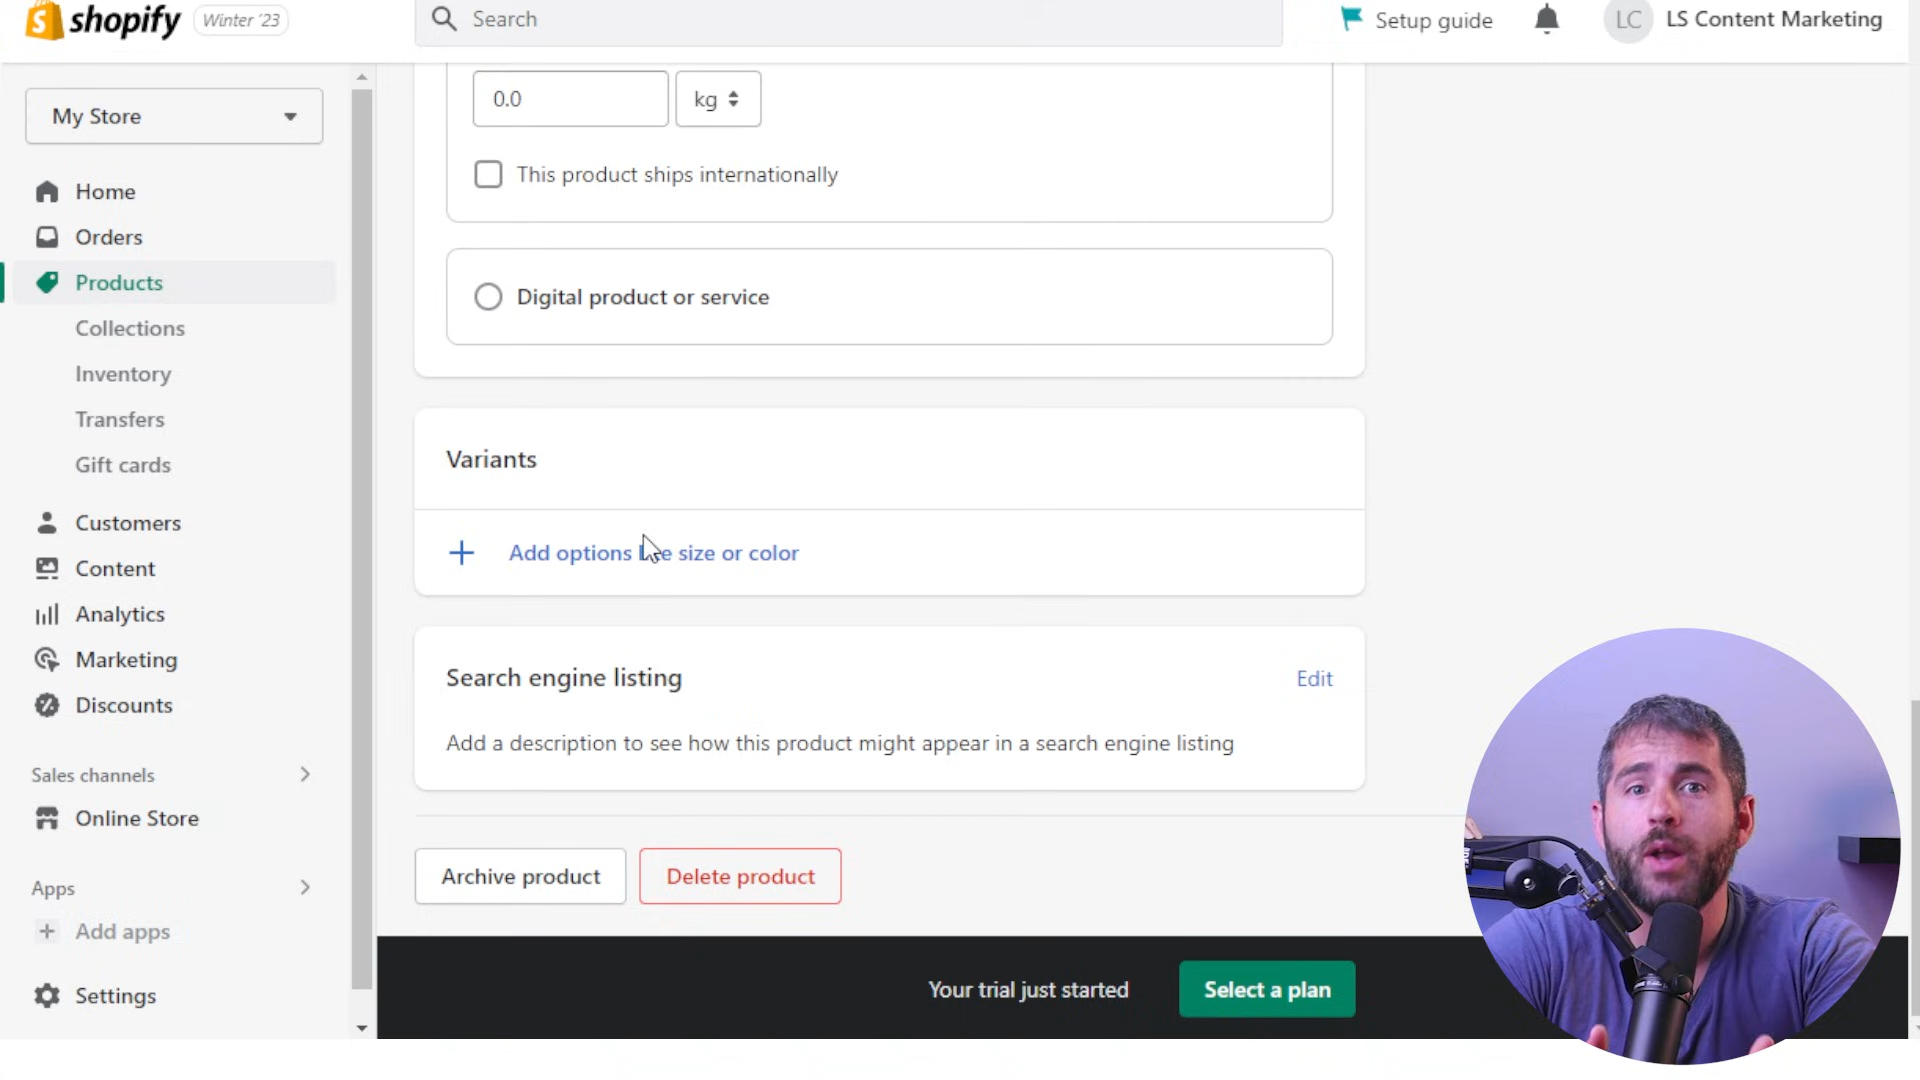 shopify
Winter '23
Search
Setup guide
LC
LS Content Marketing
My Store
Home
Orders
Products
Collections
Inventory
Transfers
Gift cards
Customers
Content
Analytics
Marketing
Discounts
Sales channels
Online Store
Apps
Add apps
Settings
0.0
kg
This product ships internationally
Digital product or service
Variants
Add options size or color
Search engine listing
Edit
Add a description to see how this product might appear in a search engine listing
Archive product
Delete product
Your trial just started
Select a plan